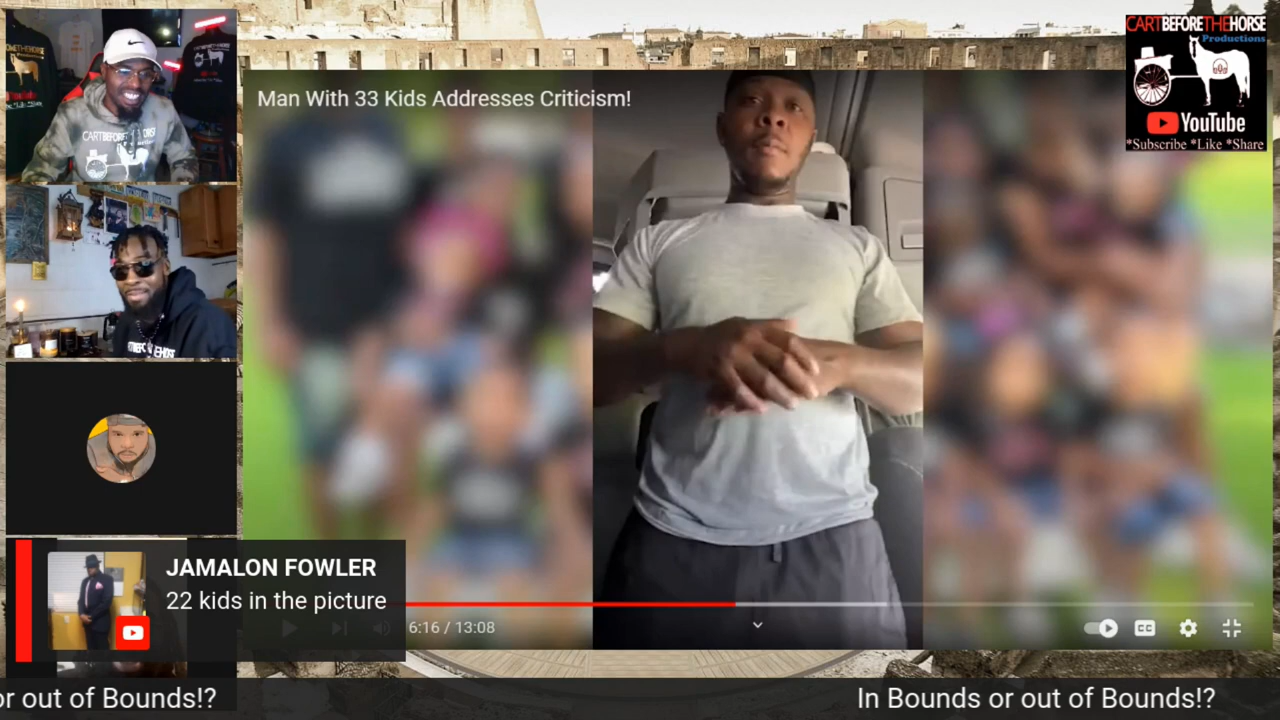 Man With 33 Kids Addresses Criticism!
CARTBEFORETHEHORSE
Productions
YouTube
*Subscribe *Like *Share
JAMALON FOWLER
22 kids in the picture
6:16 / 13:08
CC
or out of Bounds!?
In Bounds or out of Bounds!?